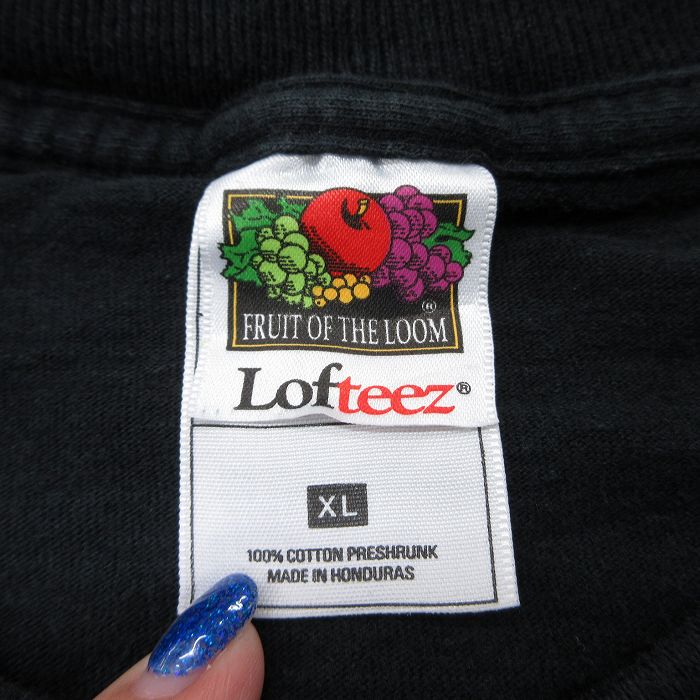 FRUIT OF THE LOOM ®
Lofteez®
XL
100% COTTON PRESHRUNK
MADE IN HONDURAS